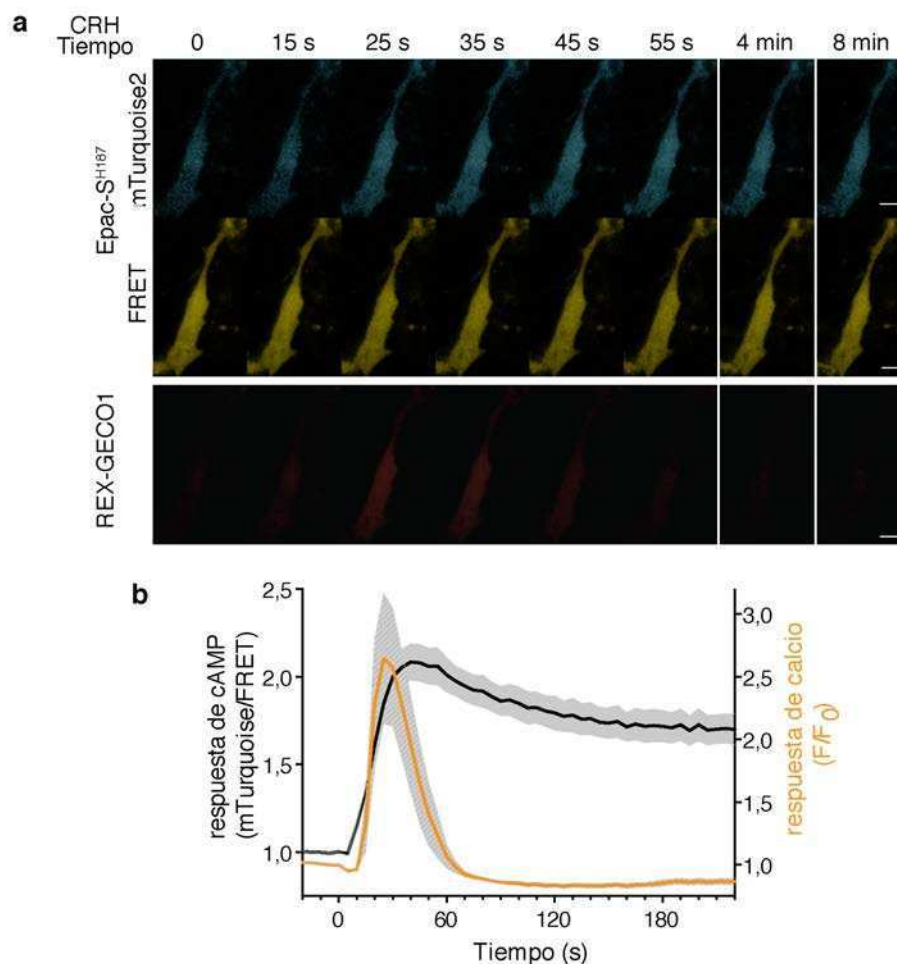 a
CRH
Tiempo 0 15 s 25 s 35 s 45 s 55 s 4 min 8 min
Epac-S^H187
mTurquoise2
FRET
REX-GECO1
b
2,5
2,0
1,5
1,0
respuesta de cAMP
(mTurquoise/FRET)
3,0
2,5
2,0
1,5
1,0
respuesta de calcio
(F/F₀)
0 60 120 180
Tiempo (s)